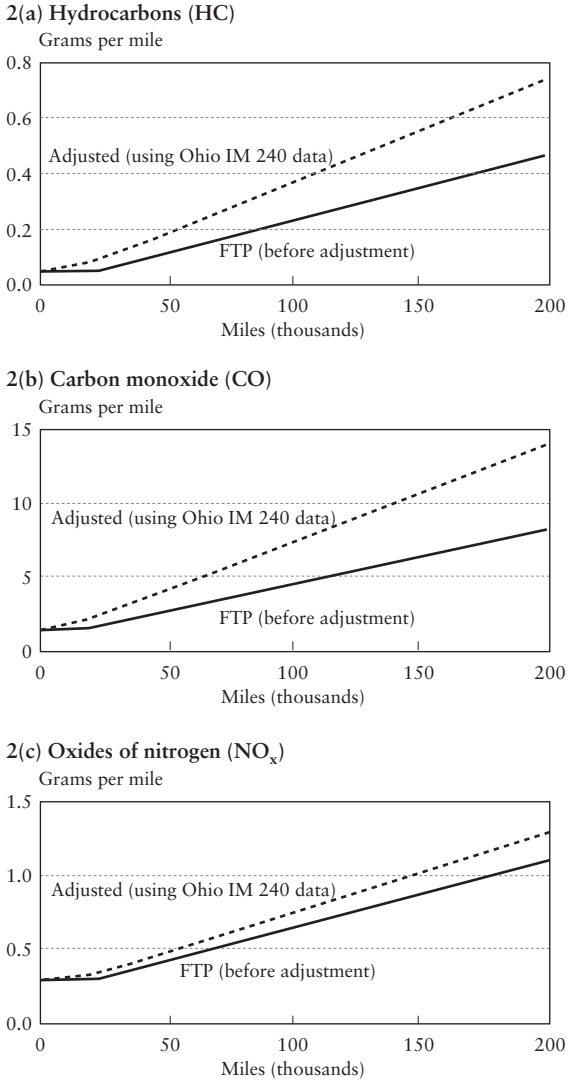 2(a) Hydrocarbons (HC)
Grams per mile
0.8
0.6
Adjusted (using Ohio IM 240 data)
0.4
0.2
FTP (before adjustment)
0.0
0 50 100 150 200
Miles (thousands)
2(b) Carbon monoxide (CO)
Grams per mile
15
10
Adjusted (using Ohio IM 240 data)
5
FTP (before adjustment)
0
0 50 100 150 200
Miles (thousands)
2(c) Oxides of nitrogen (NOx)
Grams per mile
1.5
1.0
Adjusted (using Ohio IM 240 data)
0.5
FTP (before adjustment)
0.0
0 50 100 150 200
Miles (thousands)